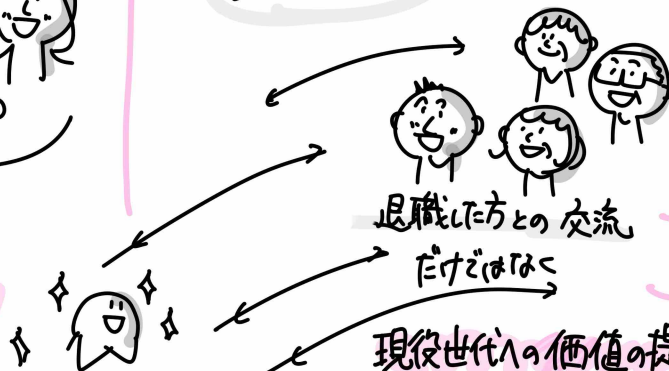 退職した方との交流
だけではなく
現役世代への価値の